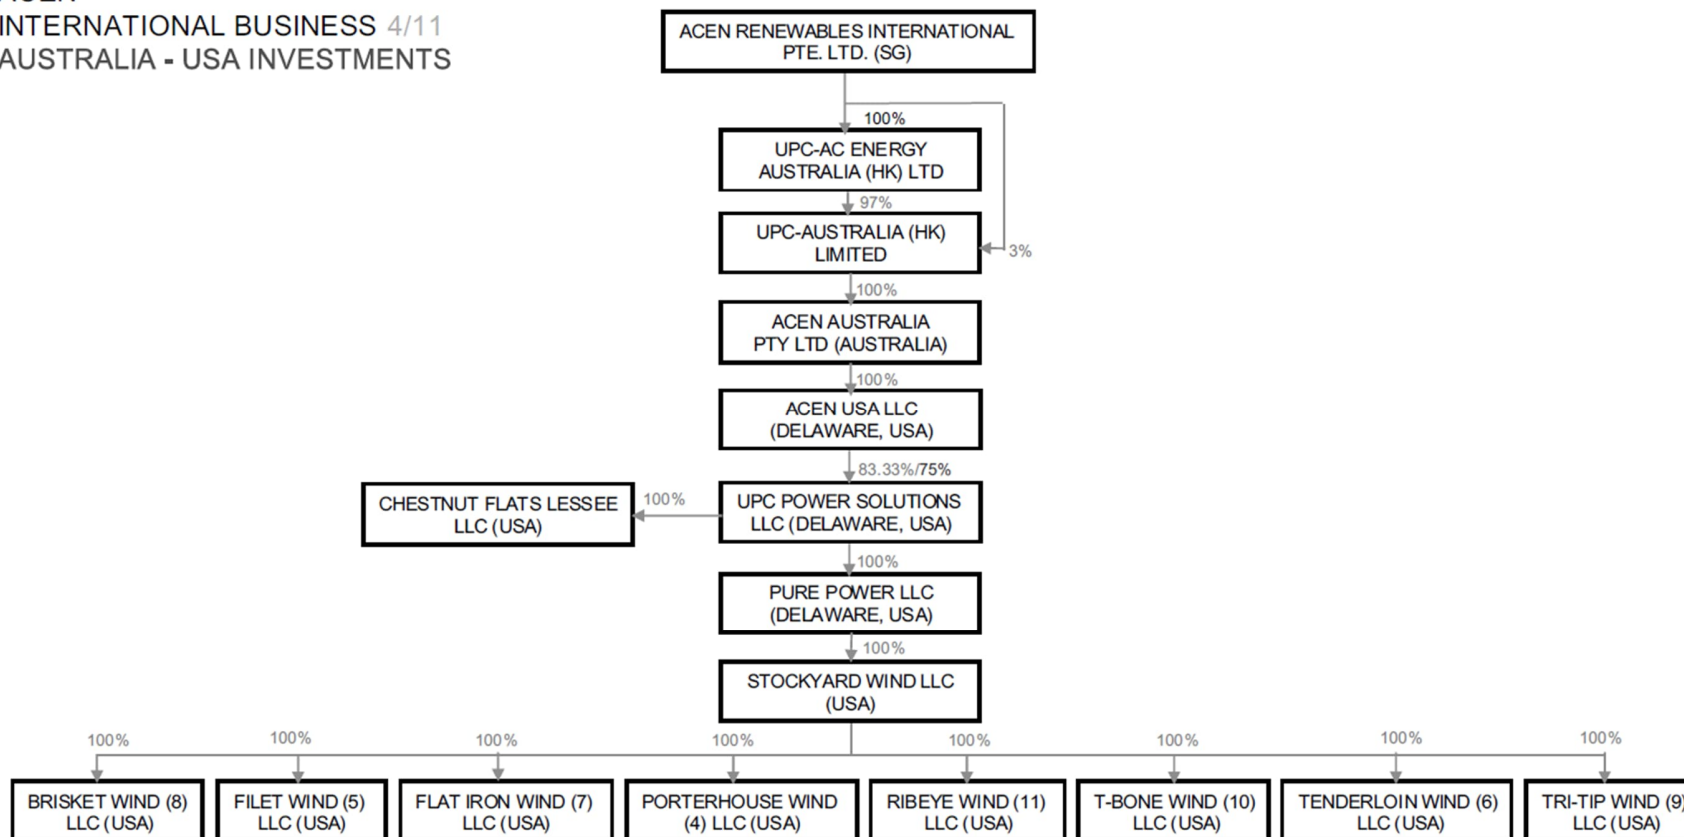 INTERNATIONAL BUSINESS 4/11
AUSTRALIA - USA INVESTMENTS
ACEN RENEWABLES INTERNATIONAL
PTE. LTD. (SG)
100%
UPC-AC ENERGY
AUSTRALIA (HK) LTD
97%
UPC-AUSTRALIA (HK)
LIMITED
3%
100%
ACEN AUSTRALIA
PTY LTD (AUSTRALIA)
100%
ACEN USA LLC
(DELAWARE, USA)
83.33%/75%
CHESTNUT FLATS LESSEE
LLC (USA)
100%
UPC POWER SOLUTIONS
LLC (DELAWARE, USA)
100%
PURE POWER LLC
(DELAWARE, USA)
100%
STOCKYARD WIND LLC
(USA)
100% 100% 100% 100% 100% 100% 100% 100%
BRISKET WIND (8)
LLC (USA)
FILET WIND (5)
LLC (USA)
FLAT IRON WIND (7)
LLC (USA)
PORTERHOUSE WIND
(4) LLC (USA)
RIBEYE WIND (11)
LLC (USA)
T-BONE WIND (10)
LLC (USA)
TENDERLOIN WIND (6)
LLC (USA)
TRI-TIP WIND (9)
LLC (USA)